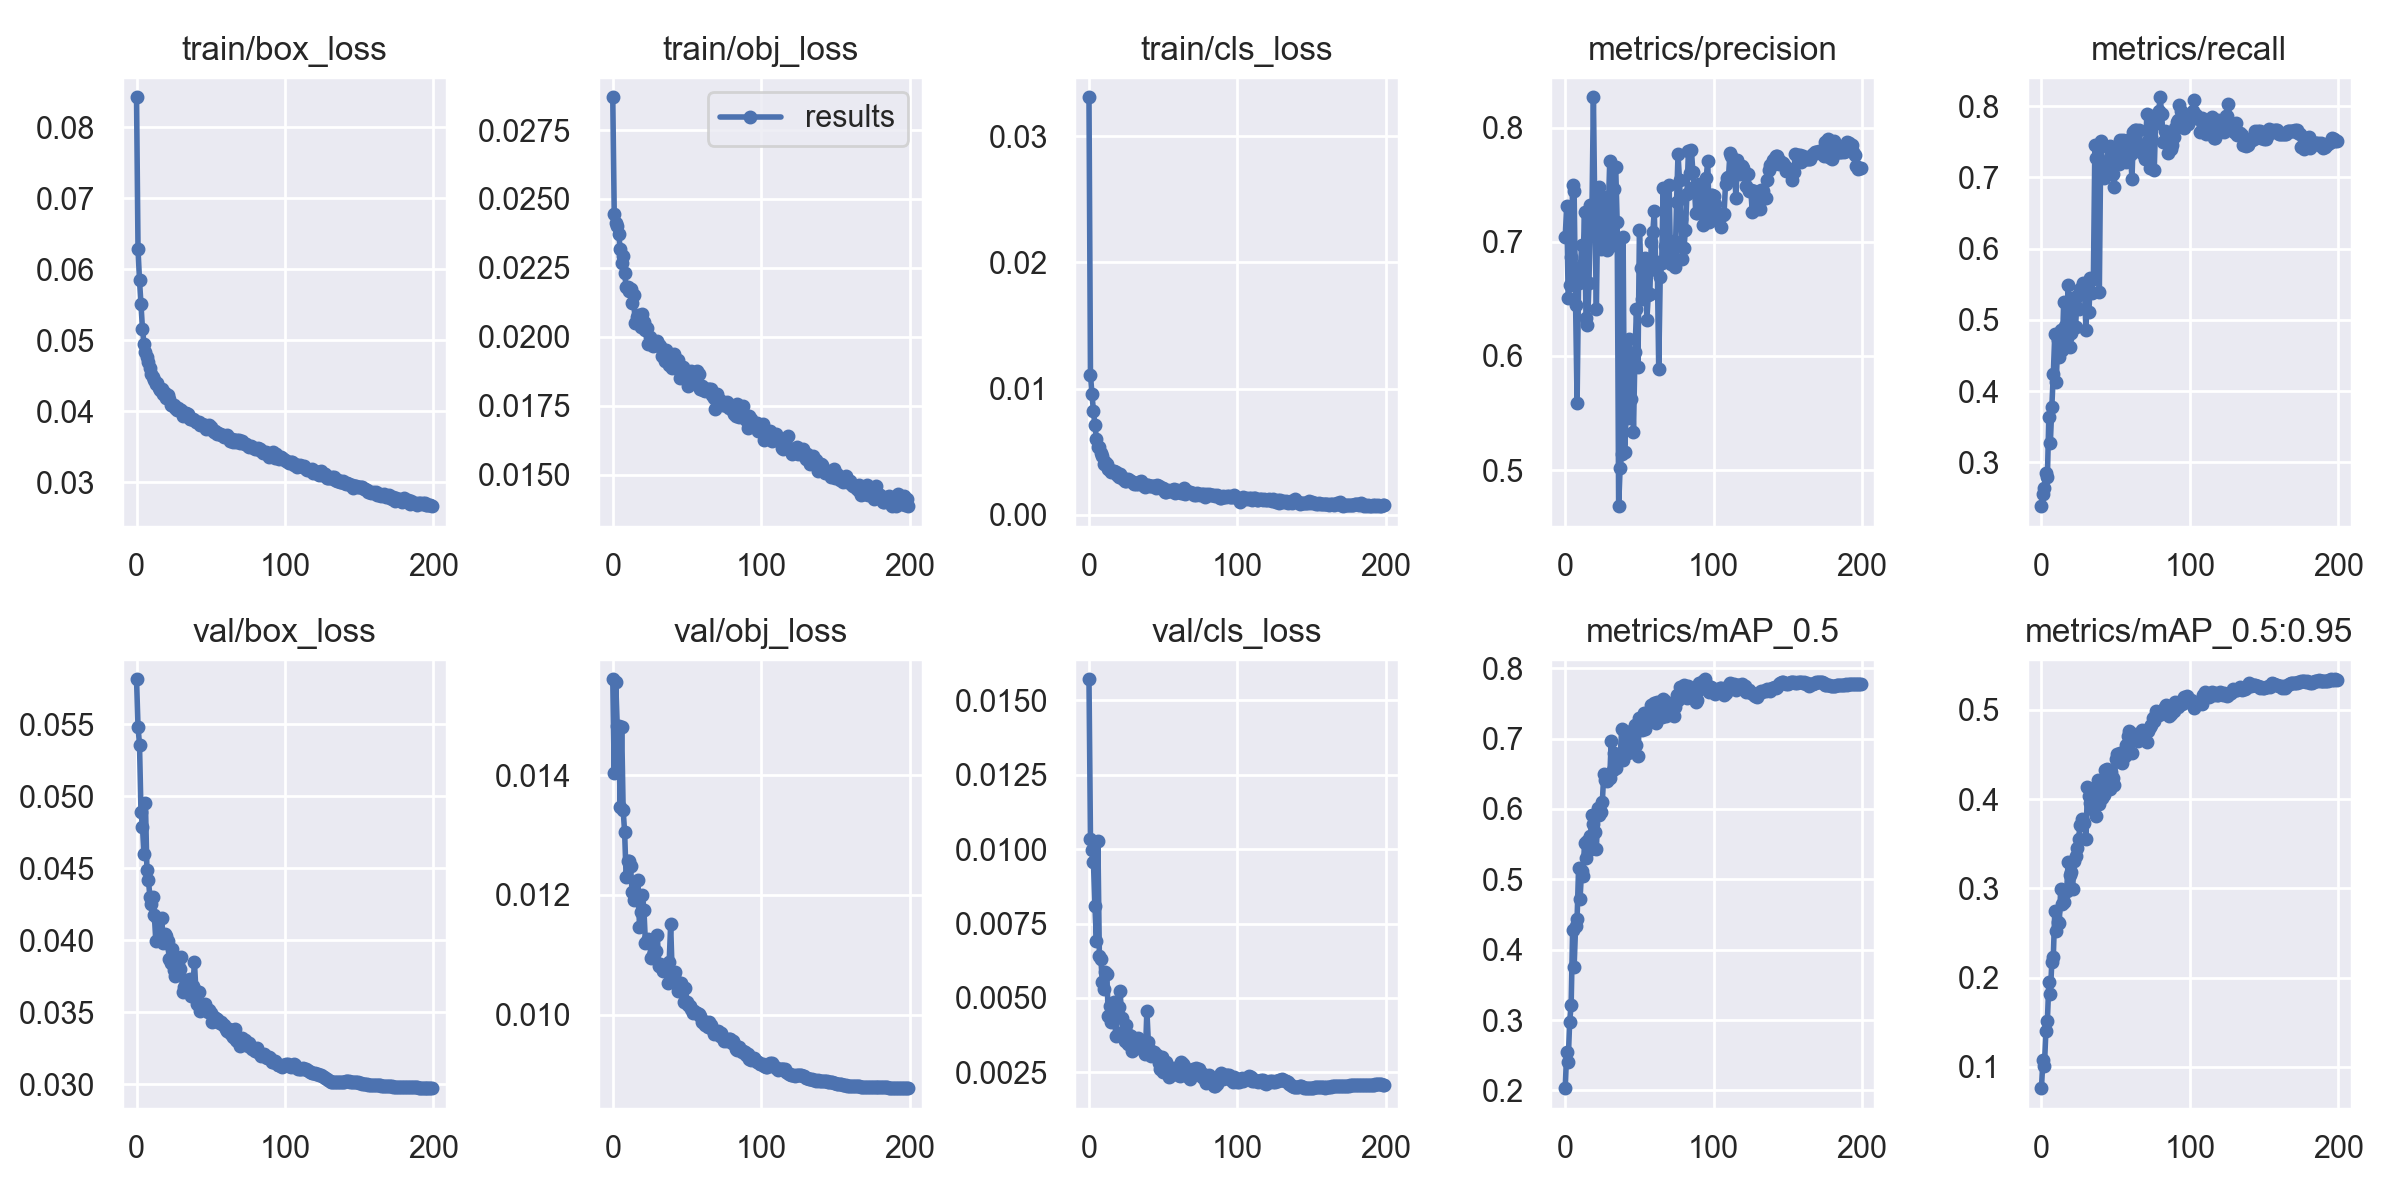 train/box_loss
0.08
0.07
0.06
0.05
0.04
0.03
0 100 200
train/obj_loss
results
0.0275
0.0250
0.0225
0.0200
0.0175
0.0150
0 100 200
train/cls_loss
0.03
0.02
0.01
0.00
0 100 200
metrics/precision
0.8
0.7
0.6
0.5
0 100 200
metrics/recall
0.8
0.7
0.6
0.5
0.4
0.3
0 100 200
val/box_loss
0.055
0.050
0.045
0.040
0.035
0.030
0 100 200
val/obj_loss
0.014
0.012
0.010
0 100 200
val/cls_loss
0.0150
0.0125
0.0100
0.0075
0.0050
0.0025
0 100 200
metrics/mAP_0.5
0.8
0.7
0.6
0.5
0.4
0.3
0.2
0 100 200
metrics/mAP_0.5:0.95
0.5
0.4
0.3
0.2
0.1
0 100 200